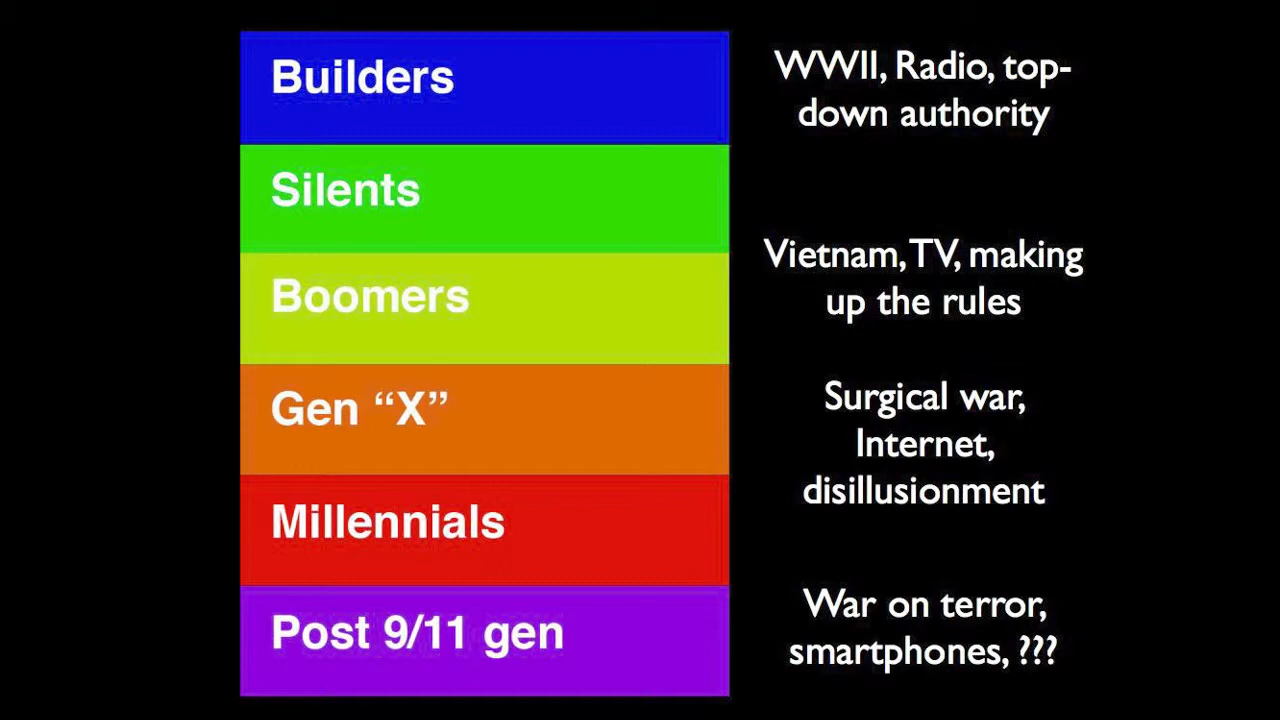 Builders
WWII, Radio, top-
down authority
Silents
Boomers
Vietnam, TV, making
up the rules
Gen “X”
Surgical war,
Internet,
disillusionment
Millennials
Post 9/11 gen
War on terror,
smartphones, ???